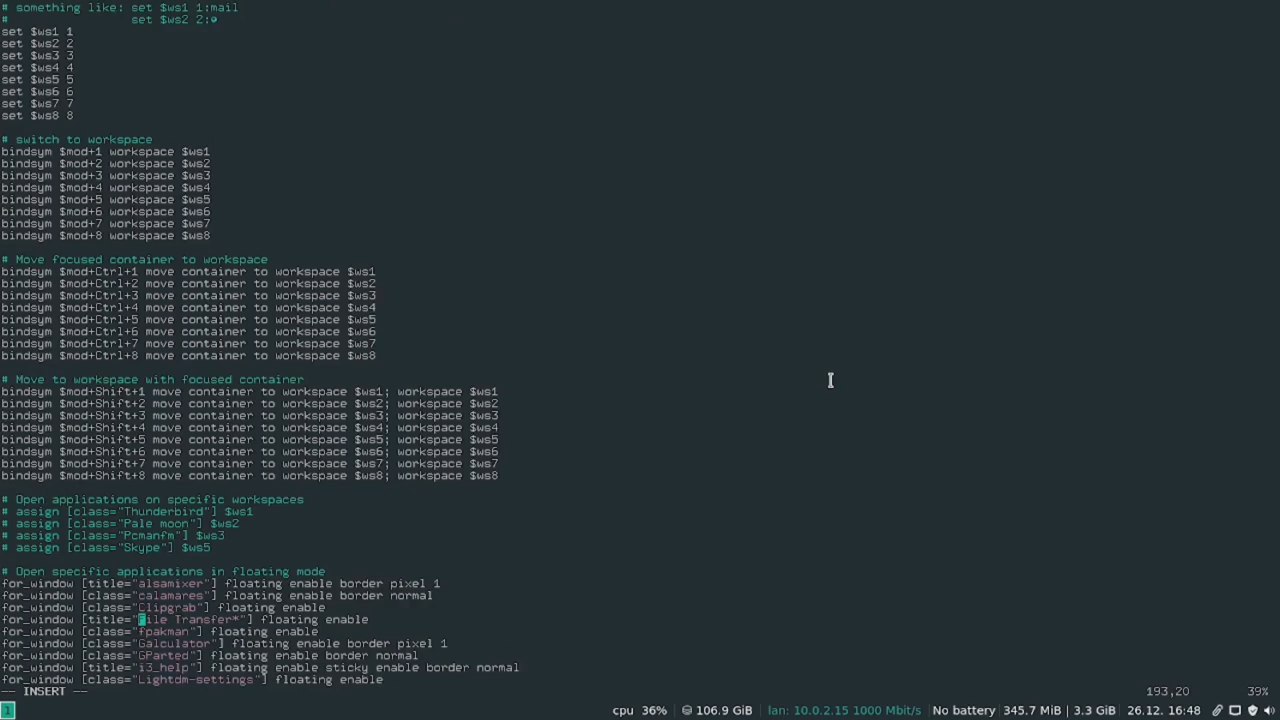 # something like: set $ws1 1:mail
#                 set $ws2 2:
set $ws1 1
set $ws2 2
set $ws3 3
set $ws4 4
set $ws5 5
set $ws6 6
set $ws7 7
set $ws8 8
# switch to workspace
bindsym $mod+1 workspace $ws1
bindsym $mod+2 workspace $ws2
bindsym $mod+3 workspace $ws3
bindsym $mod+4 workspace $ws4
bindsym $mod+5 workspace $ws5
bindsym $mod+6 workspace $ws6
bindsym $mod+7 workspace $ws7
bindsym $mod+8 workspace $ws8
# Move focused container to workspace
bindsym $mod+Ctrl+1 move container to workspace $ws1
bindsym $mod+Ctrl+2 move container to workspace $ws2
bindsym $mod+Ctrl+3 move container to workspace $ws3
bindsym $mod+Ctrl+4 move container to workspace $ws4
bindsym $mod+Ctrl+5 move container to workspace $ws5
bindsym $mod+Ctrl+6 move container to workspace $ws6
bindsym $mod+Ctrl+7 move container to workspace $ws7
bindsym $mod+Ctrl+8 move container to workspace $ws8
# Move to workspace with focused container
bindsym $mod+Shift+1 move container to workspace $ws1; workspace $ws1
bindsym $mod+Shift+2 move container to workspace $ws2; workspace $ws2
bindsym $mod+Shift+3 move container to workspace $ws3; workspace $ws3
bindsym $mod+Shift+4 move container to workspace $ws4; workspace $ws4
bindsym $mod+Shift+5 move container to workspace $ws5; workspace $ws5
bindsym $mod+Shift+6 move container to workspace $ws6; workspace $ws6
bindsym $mod+Shift+7 move container to workspace $ws7; workspace $ws7
bindsym $mod+Shift+8 move container to workspace $ws8; workspace $ws8
# Open applications on specific workspaces
# assign [class="Thunderbird"] $ws1
# assign [class="Pale moon"] $ws2
# assign [class="Pcmanfm"] $ws3
# assign [class="Skype"] $ws5
# Open specific applications in floating mode
for_window [title="alsamixer"] floating enable border pixel 1
for_window [class="calamares"] floating enable border normal
for_window [class="Clipgrab"] floating enable
for_window [title="File Transfer*"] floating enable
for_window [class="fpakman"] floating enable
for_window [class="Galculator"] floating enable border pixel 1
for_window [class="GParted"] floating enable border normal
for_window [title="i3_help"] floating enable sticky enable border normal
for_window [class="Lightdm-settings"] floating enable
-- INSERT -- 193,20 39%
1 cpu 36% 106.9 GiB lan: 10.0.2.15 1000 Mbit/s No battery 345.7 MiB | 3.3 GiB 26.12. 16:48